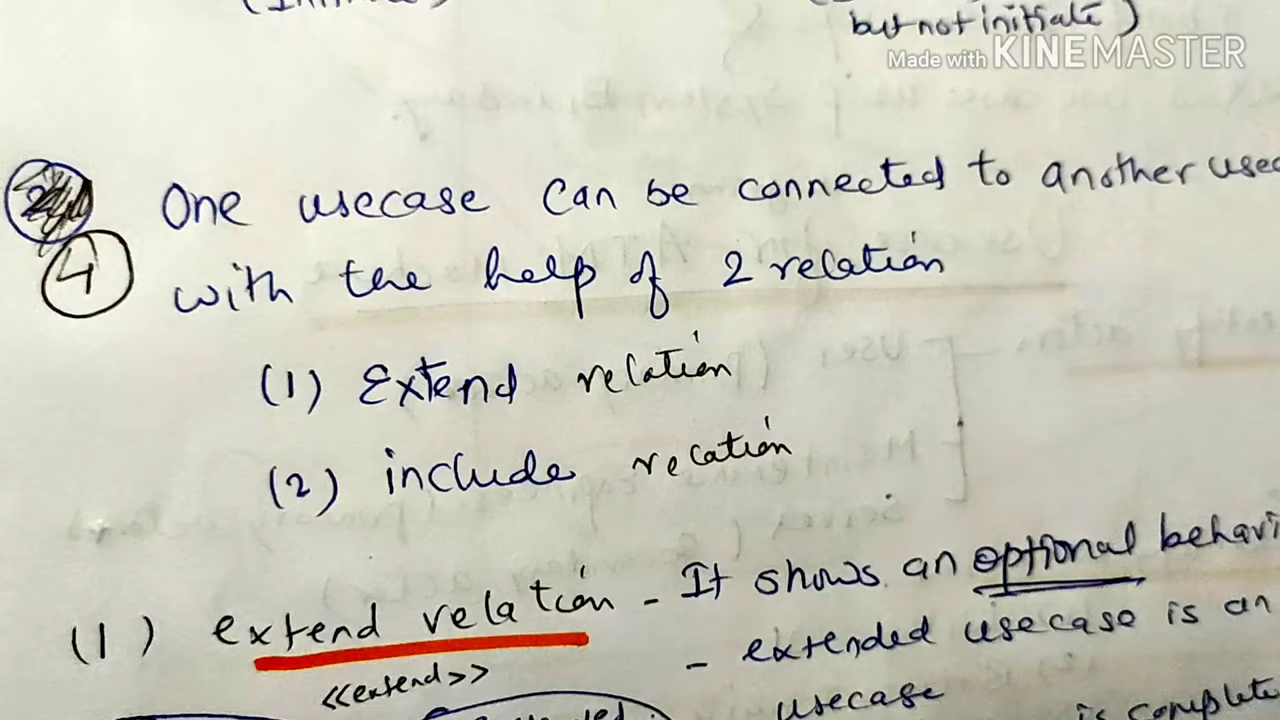 but not initiate)
Made with KINEMASTER
One usecase can be connected to another
4
with the help of 2 relation
(1) Extend relation
(2) include relation
(1) extend relation - It shows an optional
<<extend>>
- extended usecase is an
usecase
is complete